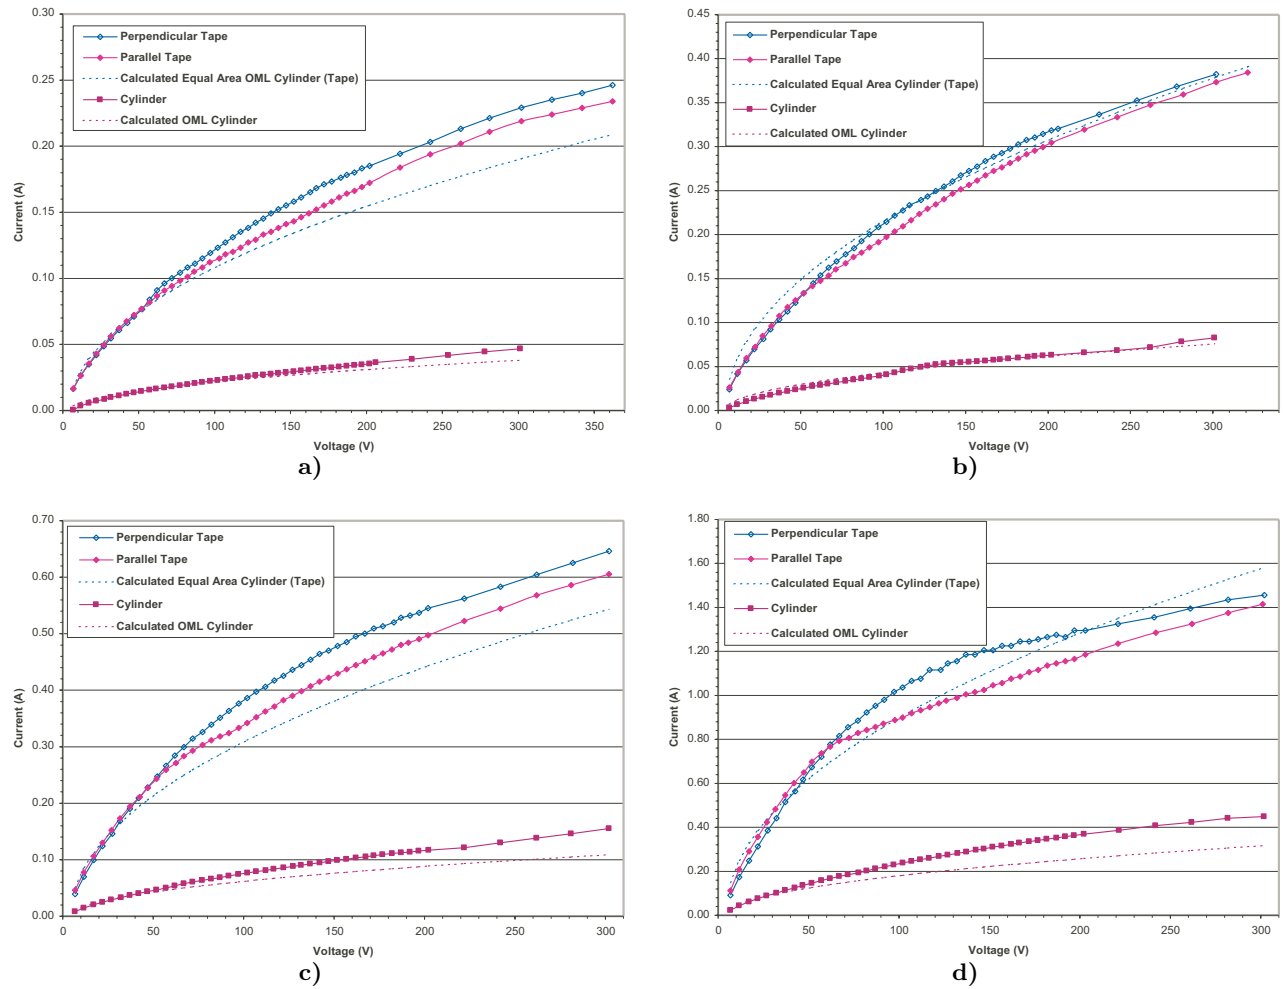 0.30
0.25
0.20
0.15
0.10
0.05
0.00
Current (A)
Perpendicular Tape
Parallel Tape
Calculated Equal Area OML Cylinder (Tape)
Cylinder
Calculated OML Cylinder
0 50 100 150 200 250 300 350
Voltage (V)
a)
0.45
0.40
0.35
0.30
0.25
0.20
0.15
0.10
0.05
0.00
Current (A)
Perpendicular Tape
Parallel Tape
Calculated Equal Area Cylinder (Tape)
Cylinder
Calculated OML Cylinder
0 50 100 150 200 250 300
Voltage (V)
b)
0.70
0.60
0.50
0.40
0.30
0.20
0.10
0.00
Current (A)
Perpendicular Tape
Parallel Tape
Calculated Equal Area Cylinder (Tape)
Cylinder
Calculated OML Cylinder
0 50 100 150 200 250 300
Voltage (V)
c)
1.80
1.60
1.40
1.20
1.00
0.80
0.60
0.40
0.20
0.00
Current (A)
Perpendicular Tape
Parallel Tape
Calculated Equal Area Cylinder (Tape)
Cylinder
Calculated OML Cylinder
0 50 100 150 200 250 300
Voltage (V)
d)